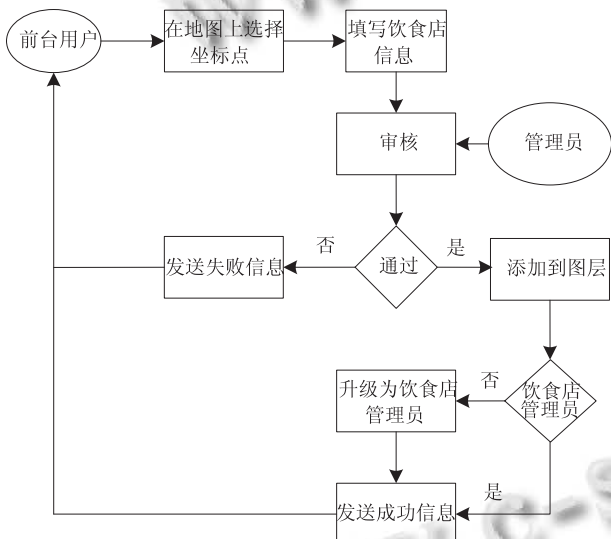 前台用户
在地图上选择
坐标点
填写饮食店
信息
审核
管理员
否
通过
是
发送失败信息
添加到图层
升级为饮食店
管理员
否
饮食店
管理员
是
发送成功信息